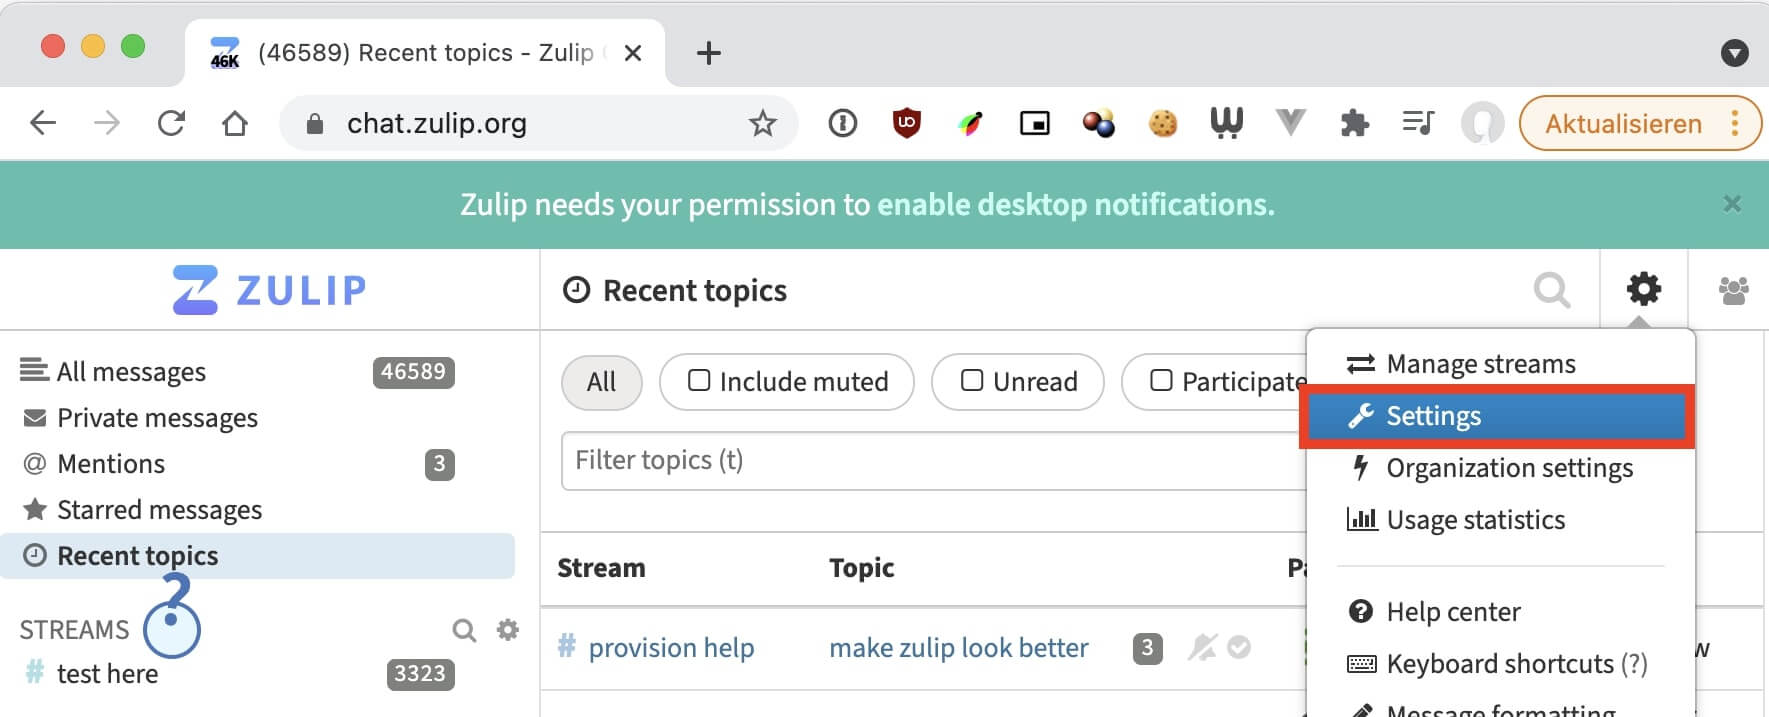 46K
(46589) Recent topics - Zulip
chat.zulip.org
Aktualisieren
Zulip needs your permission to enable desktop notifications.
ZULIP
Recent topics
All messages 46589
Private messages
@ Mentions 3
Starred messages
Recent topics
?
STREAMS
# test here 3323
All
Include muted
Unread
Participate
Filter topics (t)
Stream
Topic
# provision help
make zulip look better
3
Manage streams
Settings
Organization settings
Usage statistics
Help center
Keyboard shortcuts (?)
Message formatting